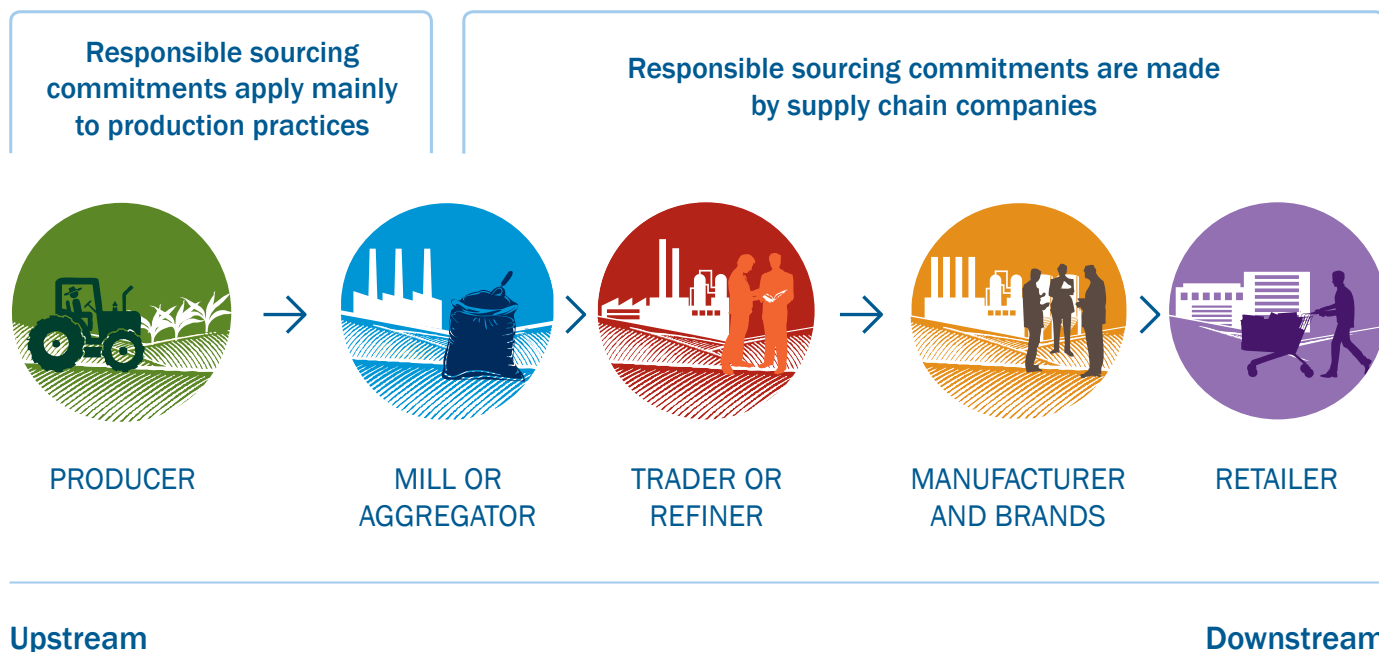 Responsible sourcing
commitments apply mainly
to production practices
Responsible sourcing commitments are made
by supply chain companies
PRODUCER
MILL OR
AGGREGATOR
TRADER OR
REFINER
MANUFACTURER
AND BRANDS
RETAILER
Upstream
Downstream